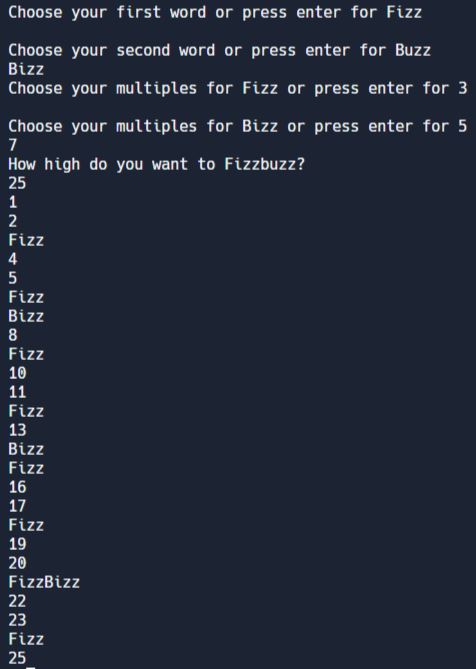 Choose your first word or press enter for Fizz

Choose your second word or press enter for Buzz
Bizz
Choose your multiples for Fizz or press enter for 3

Choose your multiples for Bizz or press enter for 5
7
How high do you want to Fizzbuzz?
25
1
2
Fizz
4
5
Fizz
Bizz
8
Fizz
10
11
Fizz
13
Bizz
Fizz
16
17
Fizz
19
20
FizzBizz
22
23
Fizz
25